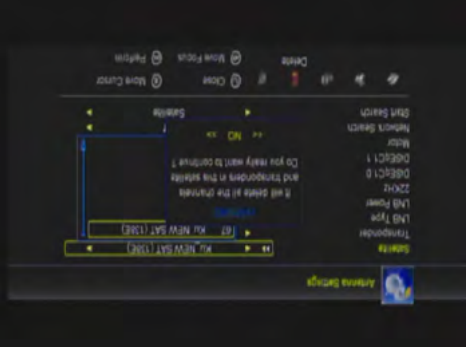 Antenna Settings
Satellite
Ku_NEW SAT (138E)
Transponder
67 Ku_NEW SAT (138E)
LNB Type
LNB Power
22KHz
DiSEqC1.0
DiSEqC1.1
Motor
Network Search
Start Search
Satellite
It will delete all the channels
and transponders in this satellite
Do you really want to continue ?
<< NO >>
Delete
Close
Move Cursor
Move Focus
Perform